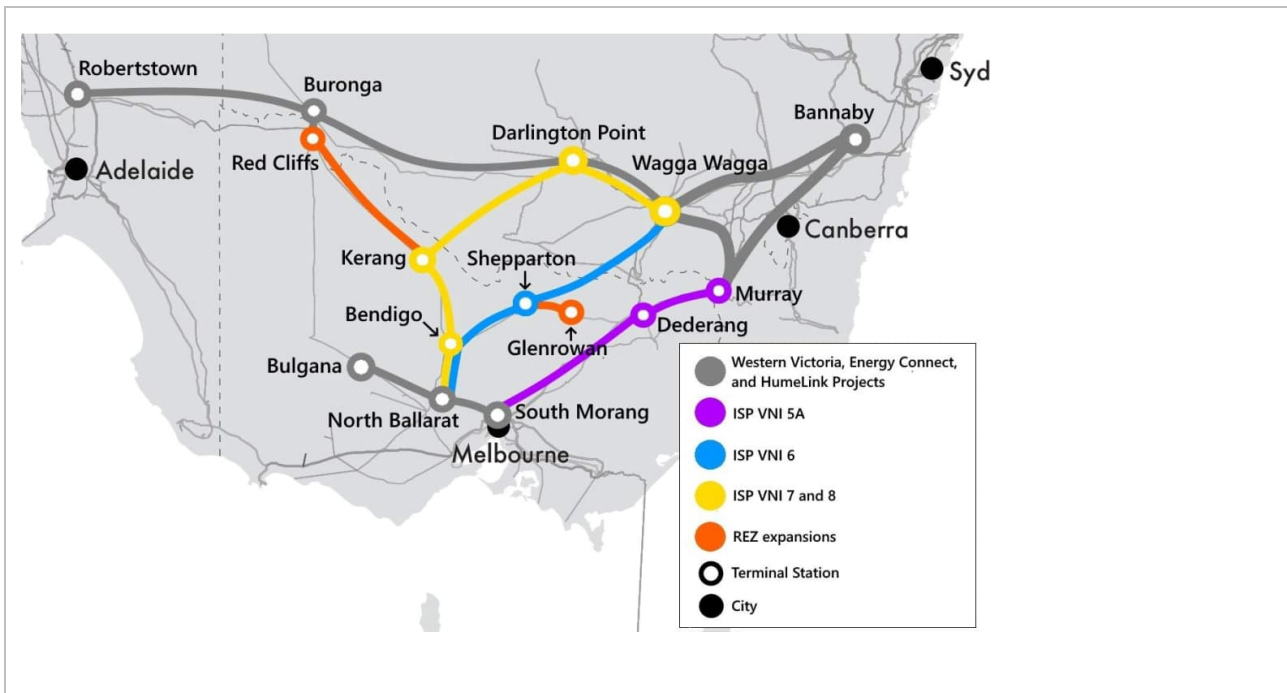 Syd
Robertstown
Buronga
Bannaby
Darlington Point
Red Cliffs
Wagga Wagga
Adelaide
Canberra
Kerang
Shepparton
Murray
Bendigo
Dederang
Glenrowan
Bulgana
North Ballarat
South Morang
Melbourne
Western Victoria, Energy Connect,
and HumeLink Projects
ISP VNI 5A
ISP VNI 6
ISP VNI 7 and 8
REZ expansions
Terminal Station
City